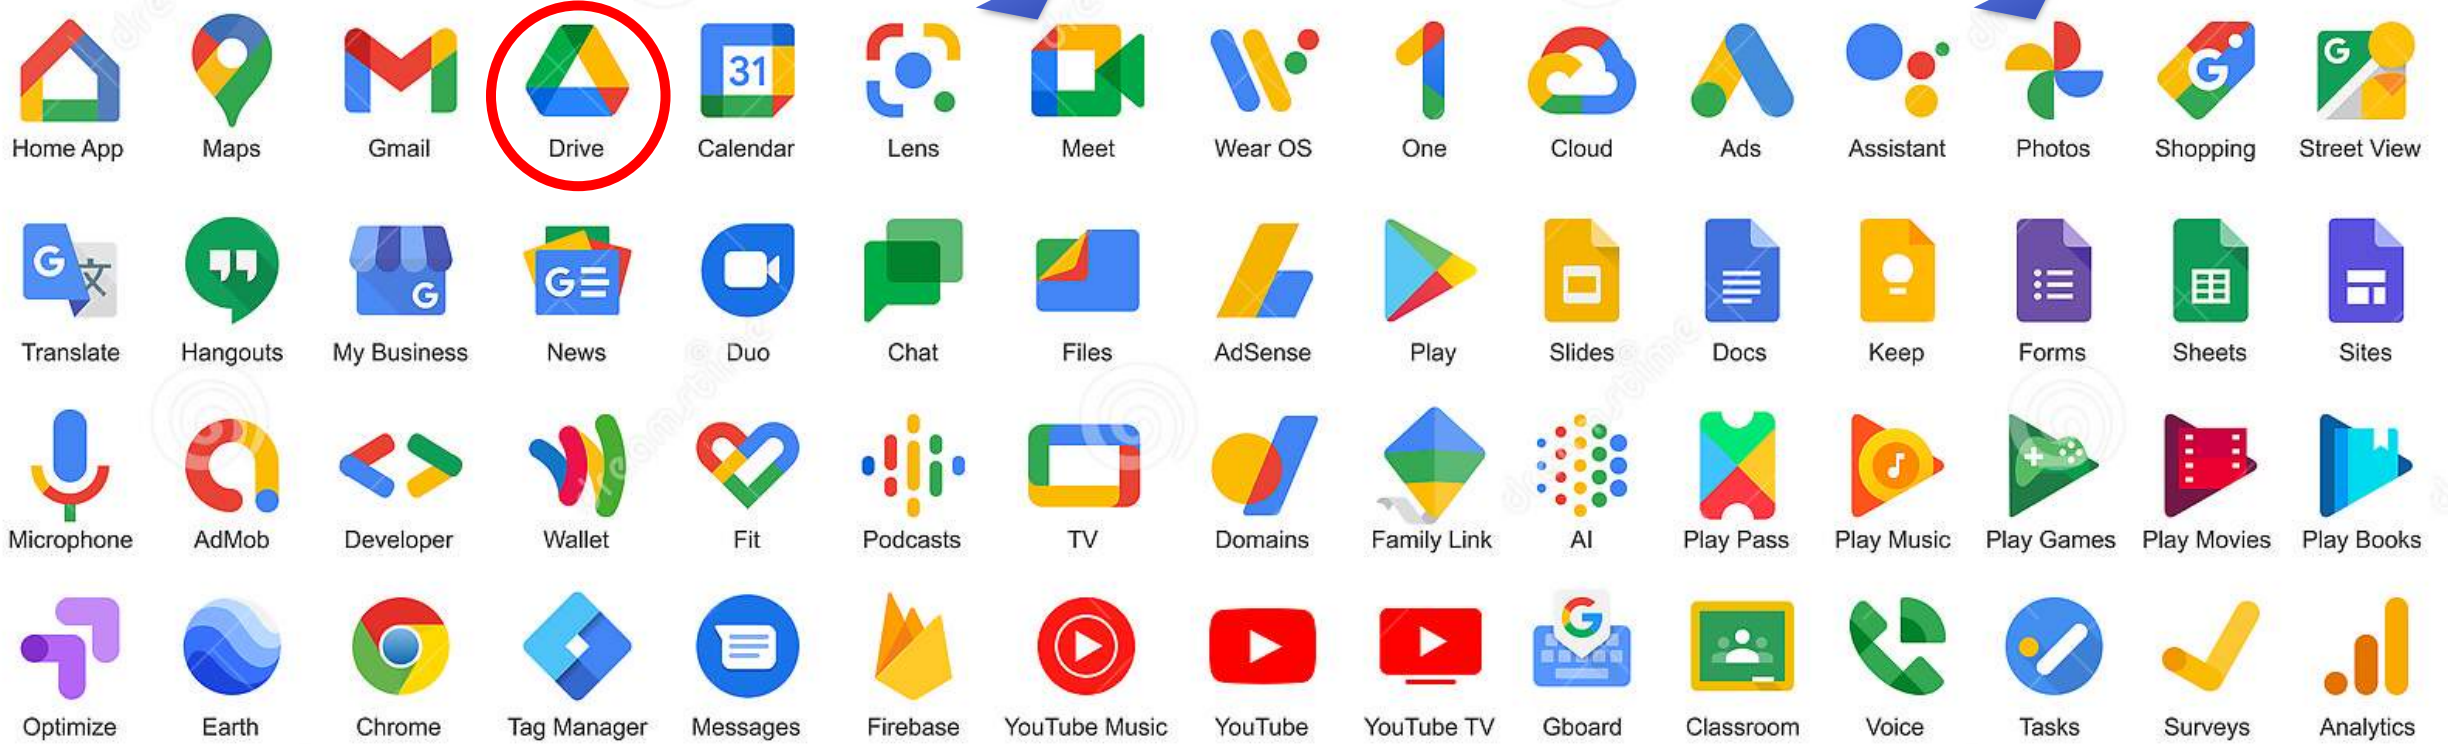 31
G
G
Home App Maps Gmail Drive Calendar Lens Meet Wear OS One Cloud Ads Assistant Photos Shopping Street View
G 文
G
G
Translate Hangouts My Business News Duo Chat Files AdSense Play Slides Docs Keep Forms Sheets Sites
Microphone AdMob Developer Wallet Fit Podcasts TV Domains Family Link AI Play Pass Play Music Play Games Play Movies Play Books
G
Optimize Earth Chrome Tag Manager Messages Firebase YouTube Music YouTube YouTube TV Gboard Classroom Voice Tasks Surveys Analytics
dreamstime